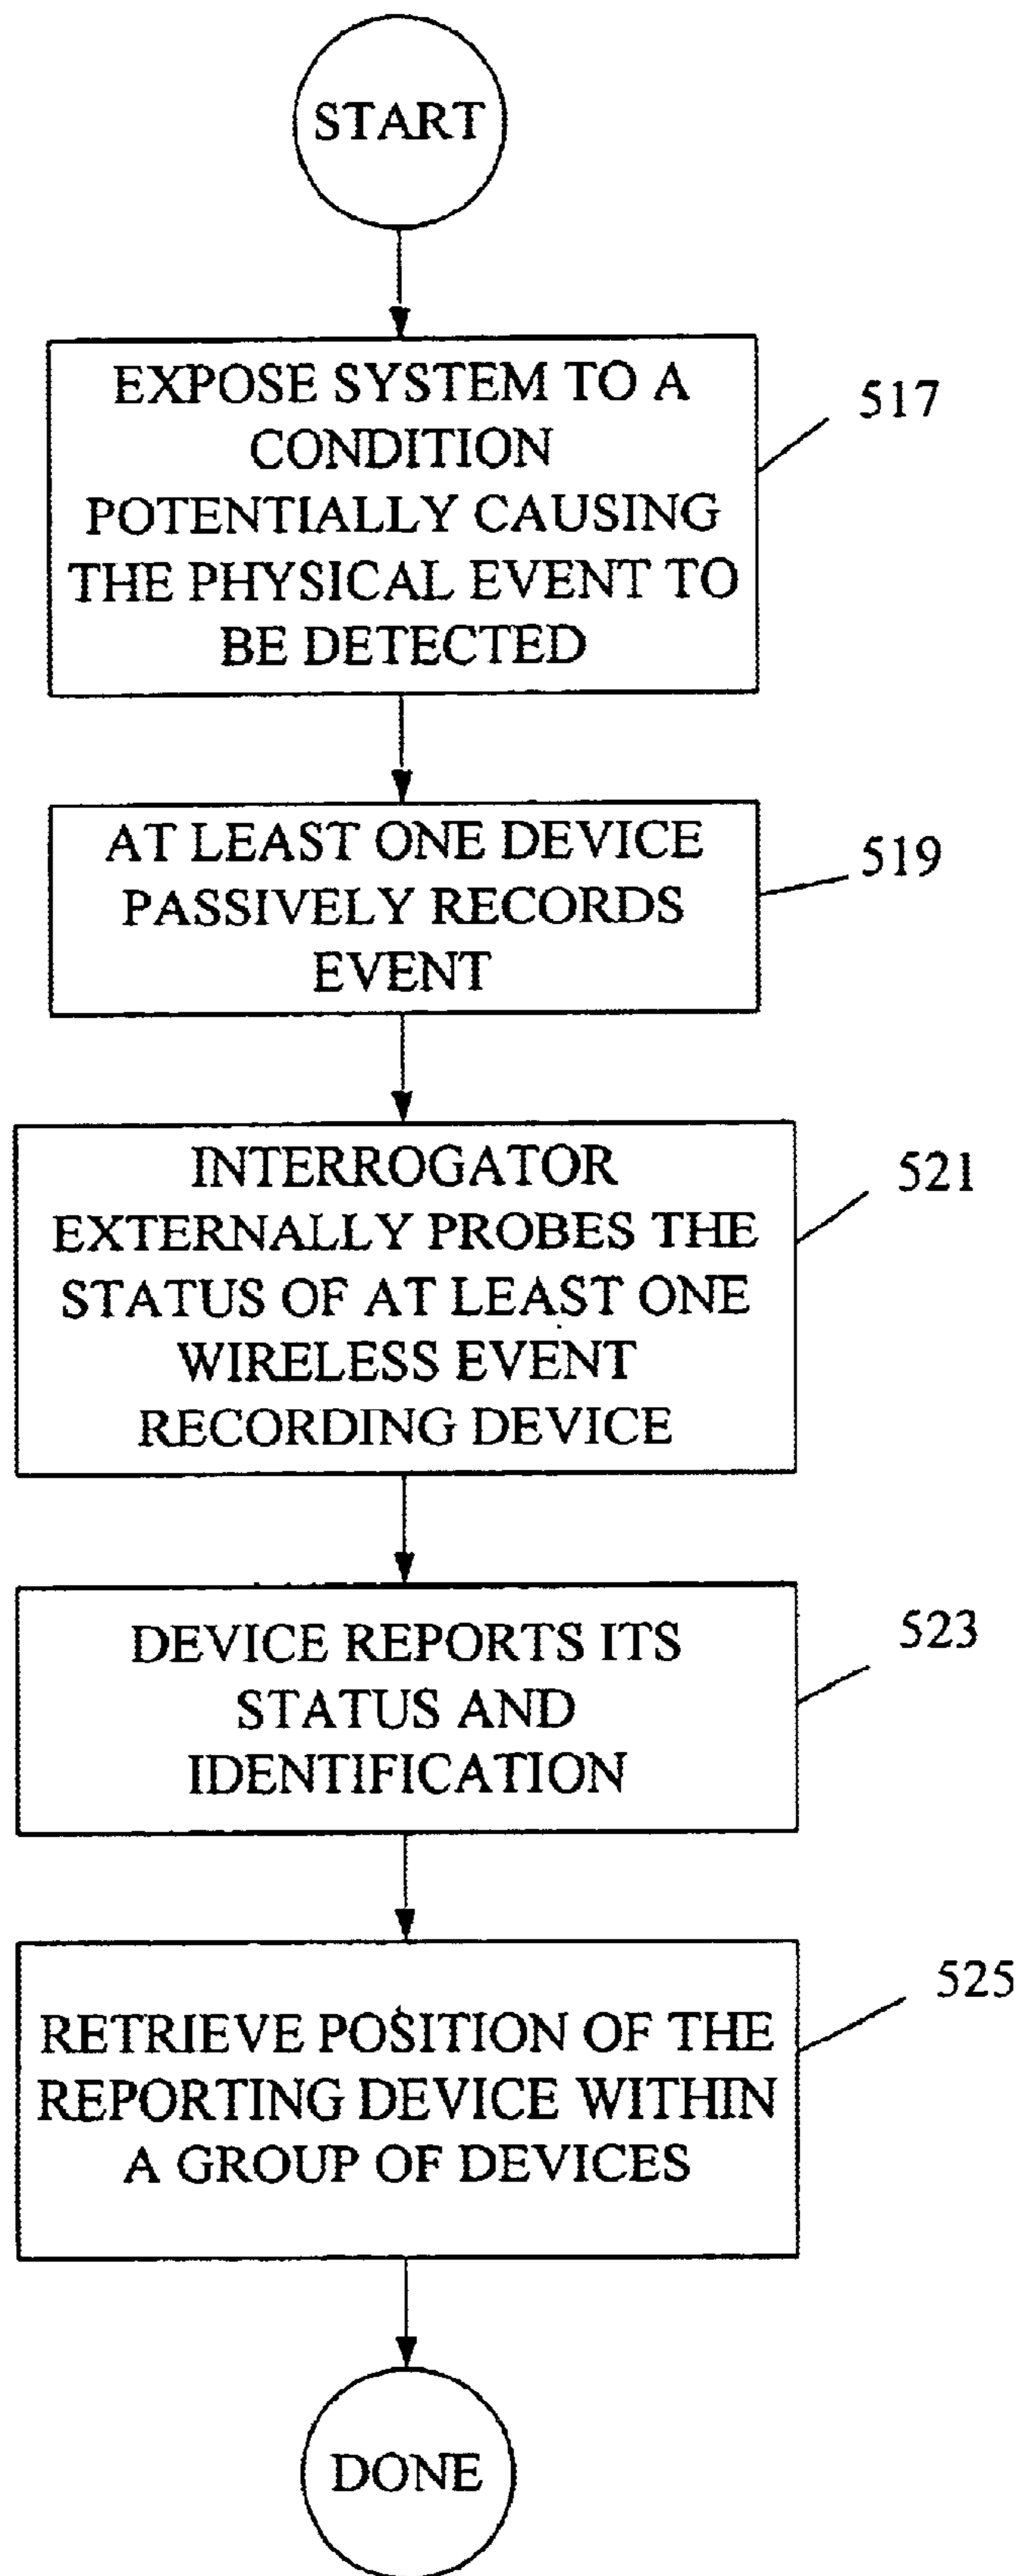 START
EXPOSE SYSTEM TO A
CONDITION
POTENTIALLY CAUSING
THE PHYSICAL EVENT TO
BE DETECTED
517
AT LEAST ONE DEVICE
PASSIVELY RECORDS
EVENT
519
INTERROGATOR
EXTERNALLY PROBES THE
STATUS OF AT LEAST ONE
WIRELESS EVENT
RECORDING DEVICE
521
DEVICE REPORTS ITS
STATUS AND
IDENTIFICATION
523
RETRIEVE POSITION OF THE
REPORTING DEVICE WITHIN
A GROUP OF DEVICES
525
DONE